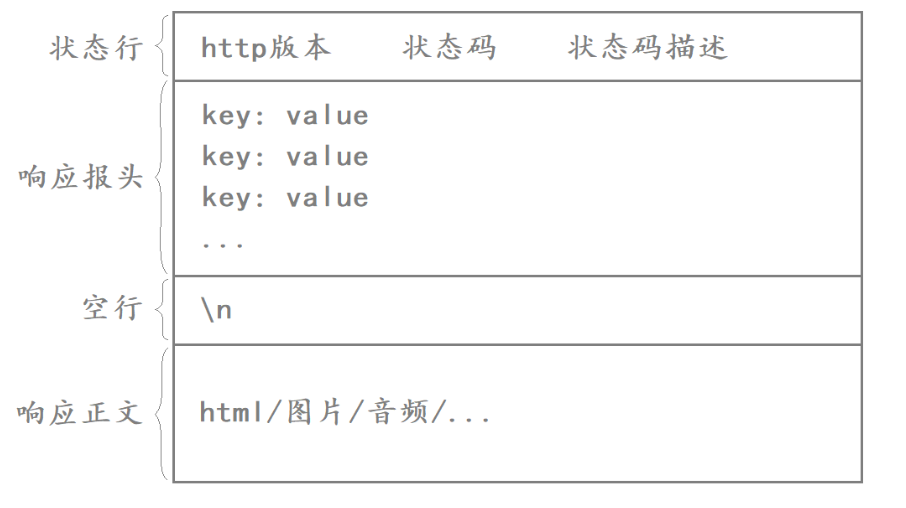 状态行
http版本 状态码 状态码描述
响应报头
key: value
key: value
key: value
...
空行
\n
响应正文
html/图片/音频/...